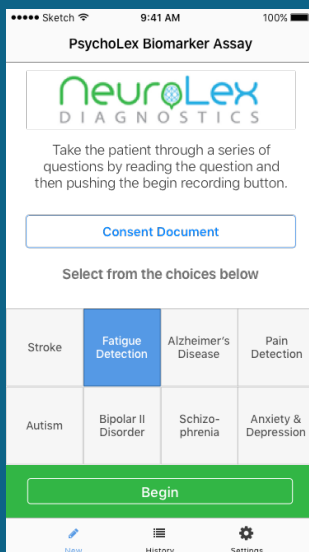 Sketch 9:41 AM 100%
PsychoLex Biomarker Assay
NeuroLex
DIAGNOSTICS
Take the patient through a series of
questions by reading the question and
then pushing the begin recording button.
Consent Document
Select from the choices below
Stroke
Fatigue
Detection
Alzheimer's
Disease
Pain
Detection
Autism
Bipolar II
Disorder
Schizo-
phrenia
Anxiety &
Depression
Begin
New History Settings